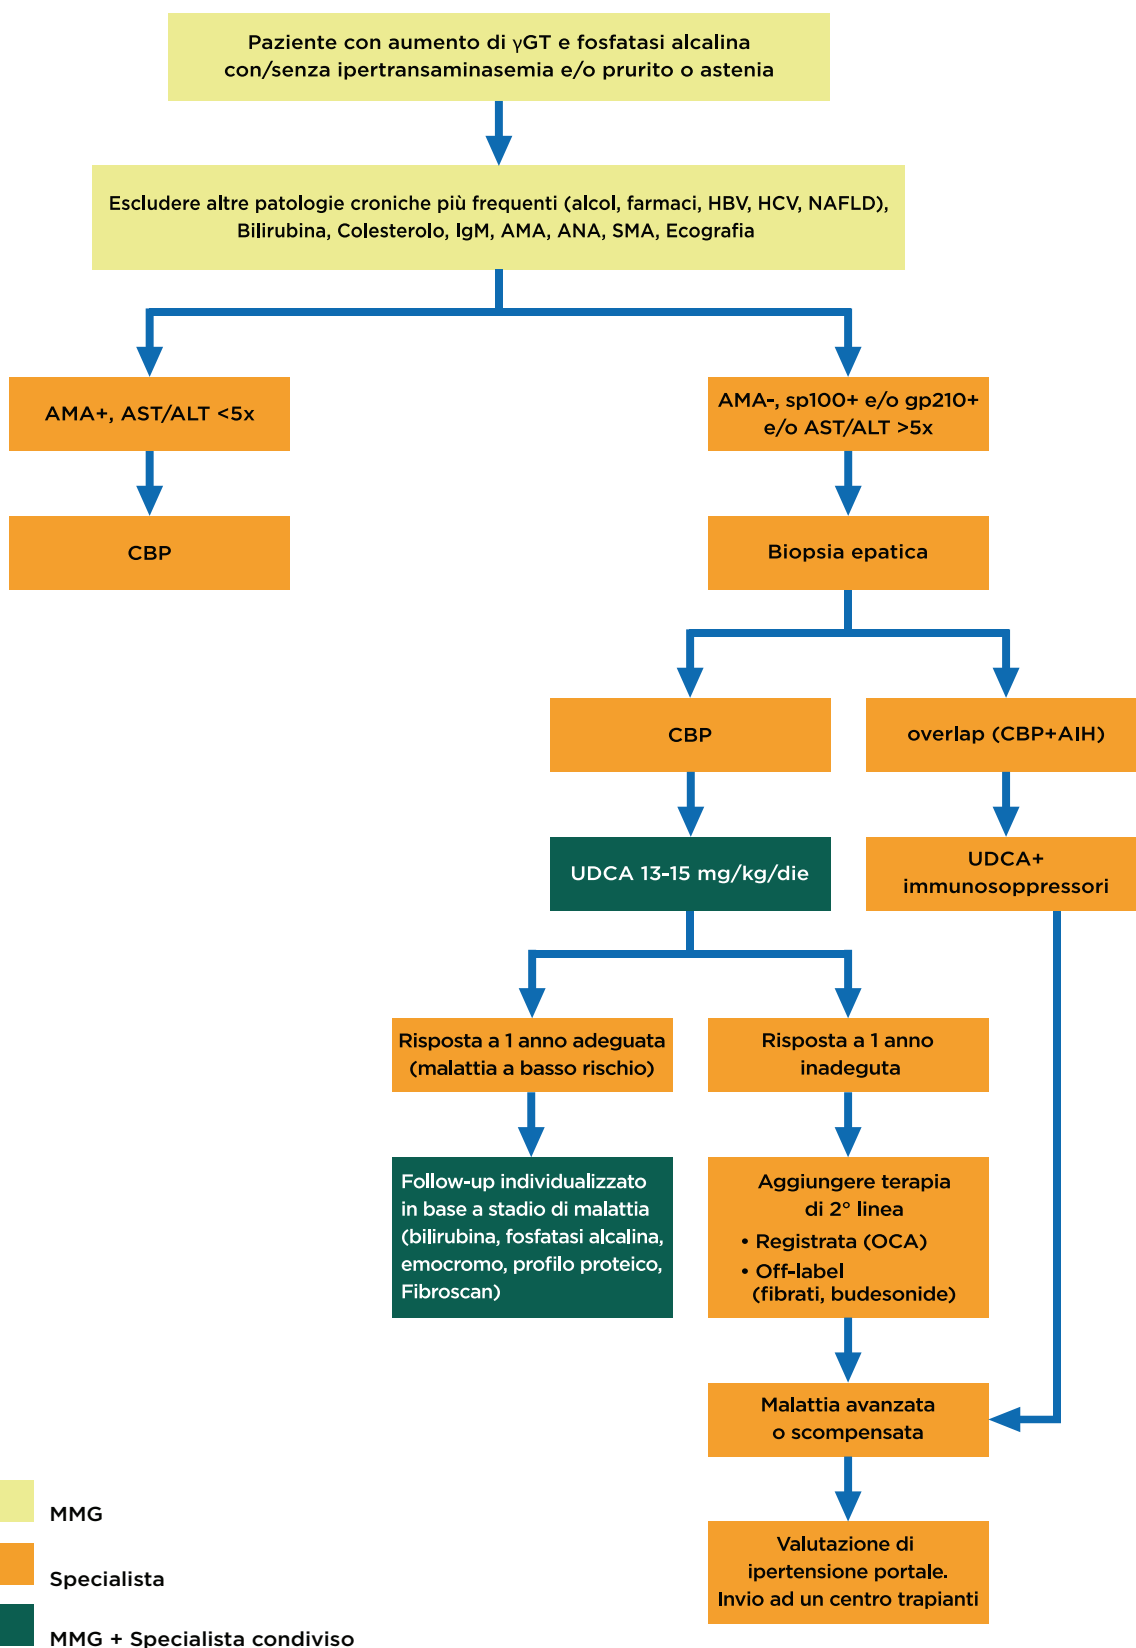 Paziente con aumento di γGT e fosfatasi alcalina
con/senza ipertransaminasemia e/o prurito o astenia
Escludere altre patologie croniche più frequenti (alcol, farmaci, HBV, HCV, NAFLD),
Bilirubina, Colesterolo, IgM, AMA, ANA, SMA, Ecografia
AMA+, AST/ALT <5x
AMA-, sp100+ e/o gp210+
e/o AST/ALT >5x
CBP
Biopsia epatica
CBP
overlap (CBP+AIH)
UDCA 13-15 mg/kg/die
UDCA+
immunosoppressori
Risposta a 1 anno adeguata
(malattia a basso rischio)
Risposta a 1 anno
inadeguta
Follow-up individualizzato
in base a stadio di malattia
(bilirubina, fosfatasi alcalina,
emocromo, profilo proteico,
Fibroscan)
Aggiungere terapia
di 2° linea
• Registrata (OCA)
• Off-label
(fibrati, budesonide)
Malattia avanzata
o scompensata
Valutazione di
ipertensione portale.
Invio ad un centro trapianti
MMG
Specialista
MMG + Specialista condiviso